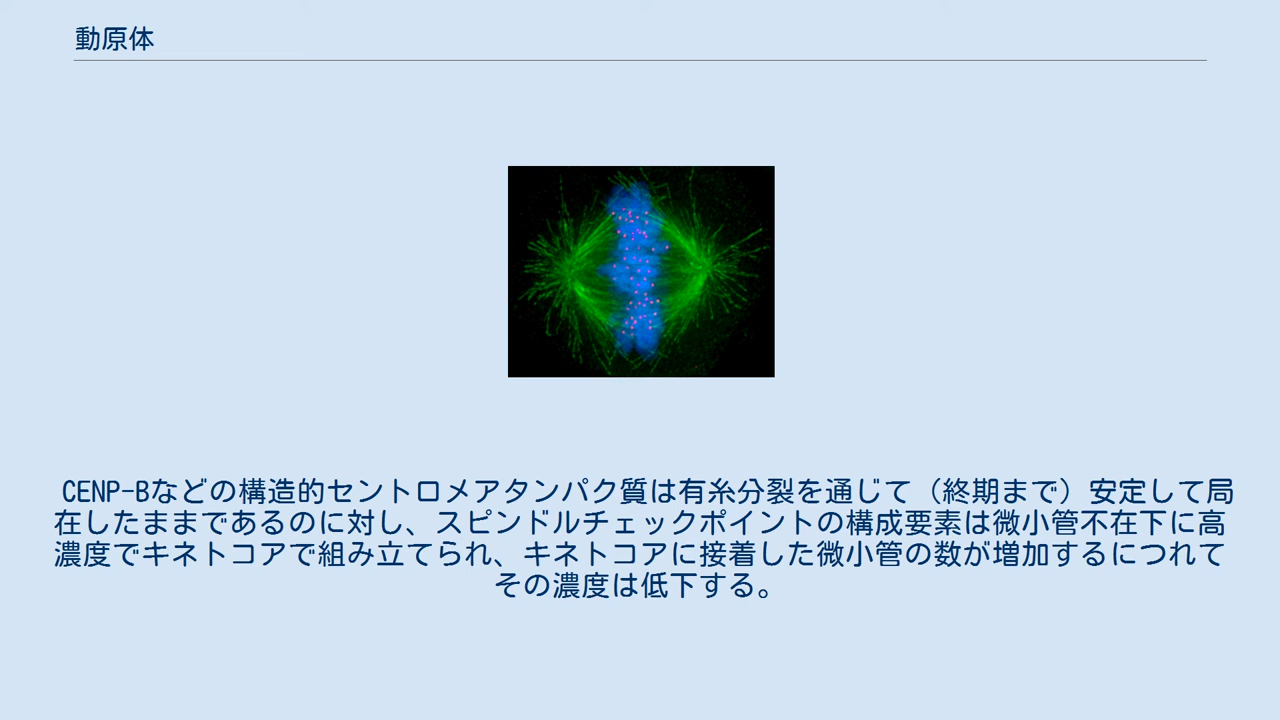 動原体
CENP-Bなどの構造的セントロメアタンパク質は有糸分裂を通じて（終期まで）安定して局
在したままであるのに対し、スピンドルチェックポイントの構成要素は微小管不在下に高
濃度でキネトコアで組み立てられ、キネトコアに接着した微小管の数が増加するにつれて
その濃度は低下する。